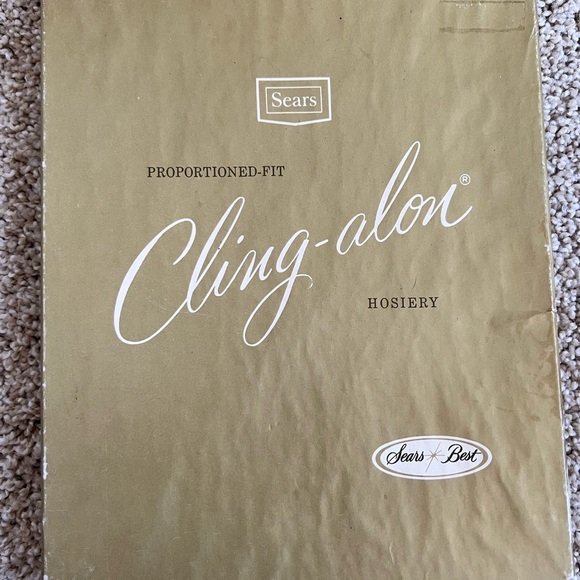 Sears
PROPORTIONED-FIT
Cling-alon®
HOSIERY
Sears Best